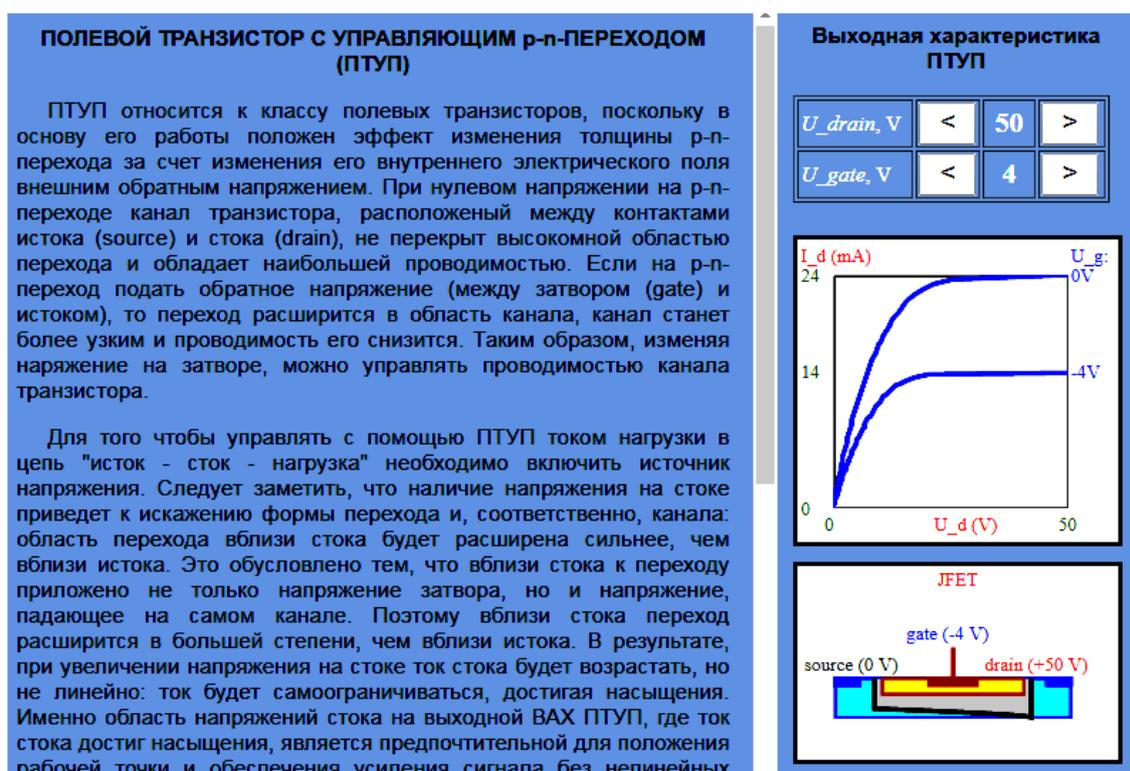 ПОЛЕВОЙ ТРАНЗИСТОР С УПРАВЛЯЮЩИМ p-n-ПЕРЕХОДОМ
(ПТУП)
ПТУП относится к классу полевых транзисторов, поскольку в
основу его работы положен эффект изменения толщины p-n-
перехода за счет изменения его внутреннего электрического поля
внешним обратным напряжением. При нулевом напряжении на p-n-
переходе канал транзистора, расположеный между контактами
истока (source) и стока (drain), не перекрыт высокомной областью
перехода и обладает наибольшей проводимостью. Если на p-n-
переход подать обратное напряжение (между затвором (gate) и
истоком), то переход расширится в область канала, канал станет
более узким и проводимость его снизится. Таким образом, изменяя
наряжение на затворе, можно управлять проводимостью канала
транзистора.
Для того чтобы управлять с помощью ПТУП током нагрузки в
цепь "исток - сток - нагрузка" необходимо включить источник
напряжения. Следует заметить, что наличие напряжения на стоке
приведет к искажению формы перехода и, соответственно, канала:
область перехода вблизи стока будет расширена сильнее, чем
вблизи истока. Это обусловлено тем, что вблизи стока к переходу
приложено не только напряжение затвора, но и напряжение,
падающее на самом канале. Поэтому вблизи стока переход
расширится в большей степени, чем вблизи истока. В результате,
при увеличении напряжения на стоке ток стока будет возрастать, но
не линейно: ток будет самоограничиваться, достигая насыщения.
Именно область напряжений стока на выходной ВАХ ПТУП, где ток
стока достиг насыщения, является предпочтительной для положения
рабочей точки и обеспечения усиления сигнала без нелинейных
Выходная характеристика
ПТУП
U_drain, V < 50 >
U_gate, V < 4 >
I_d (mA) U_g:
24 0V
14 -4V
0
0 U_d (V) 50
JFET
gate (-4 V)
source (0 V) drain (+50 V)